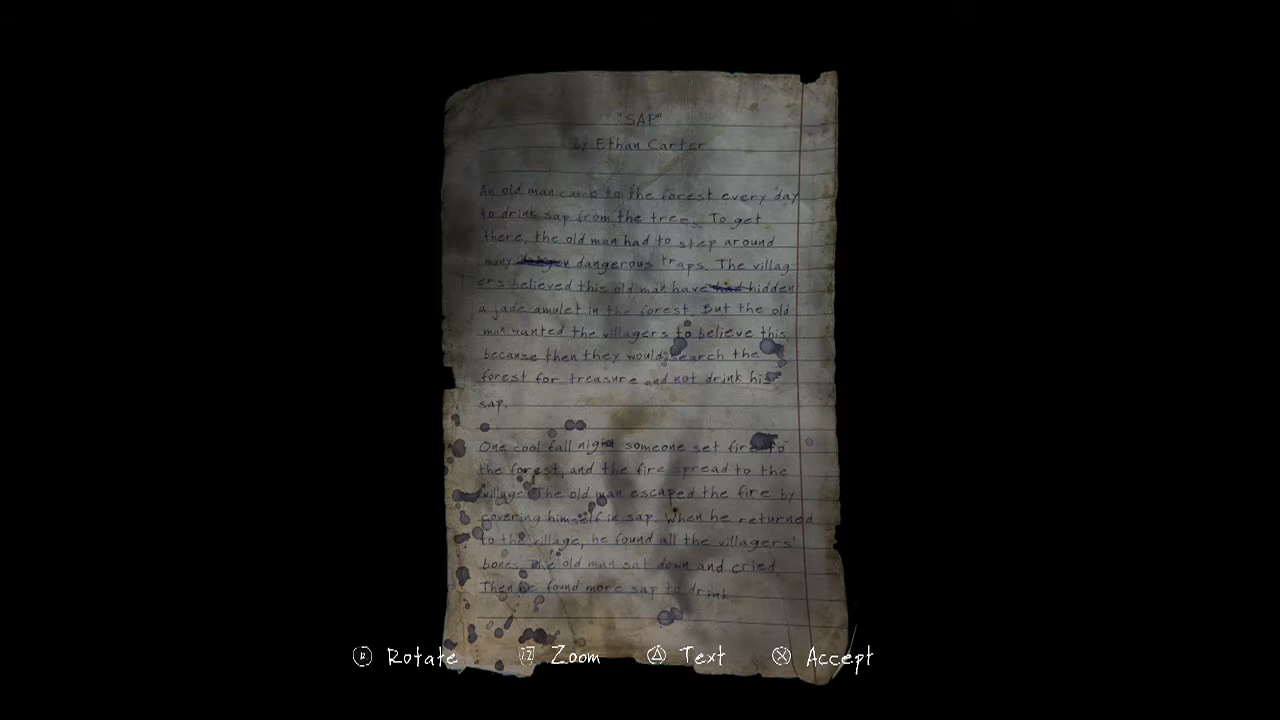 "SAP"
by Ethan Carter
An old man came to the forest every day
to drink sap from the trees. To get
there, the old man had to step around
many danger dangerous traps. The villag
ers believed this old man have had hidden
a jade amulet in the forest. But the old
man wanted the villagers to believe this,
because then they would search the
forest for treasure and not drink his
sap.
One cool fall night someone set fire to
the forest, and the fire spread to the
village. The old man escaped the fire by
covering himself in sap. When he returned
to the village, he found all the villagers'
bones. The old man sat down and cried
Then he found more sap to drink.
Rotate Zoom Text Accept